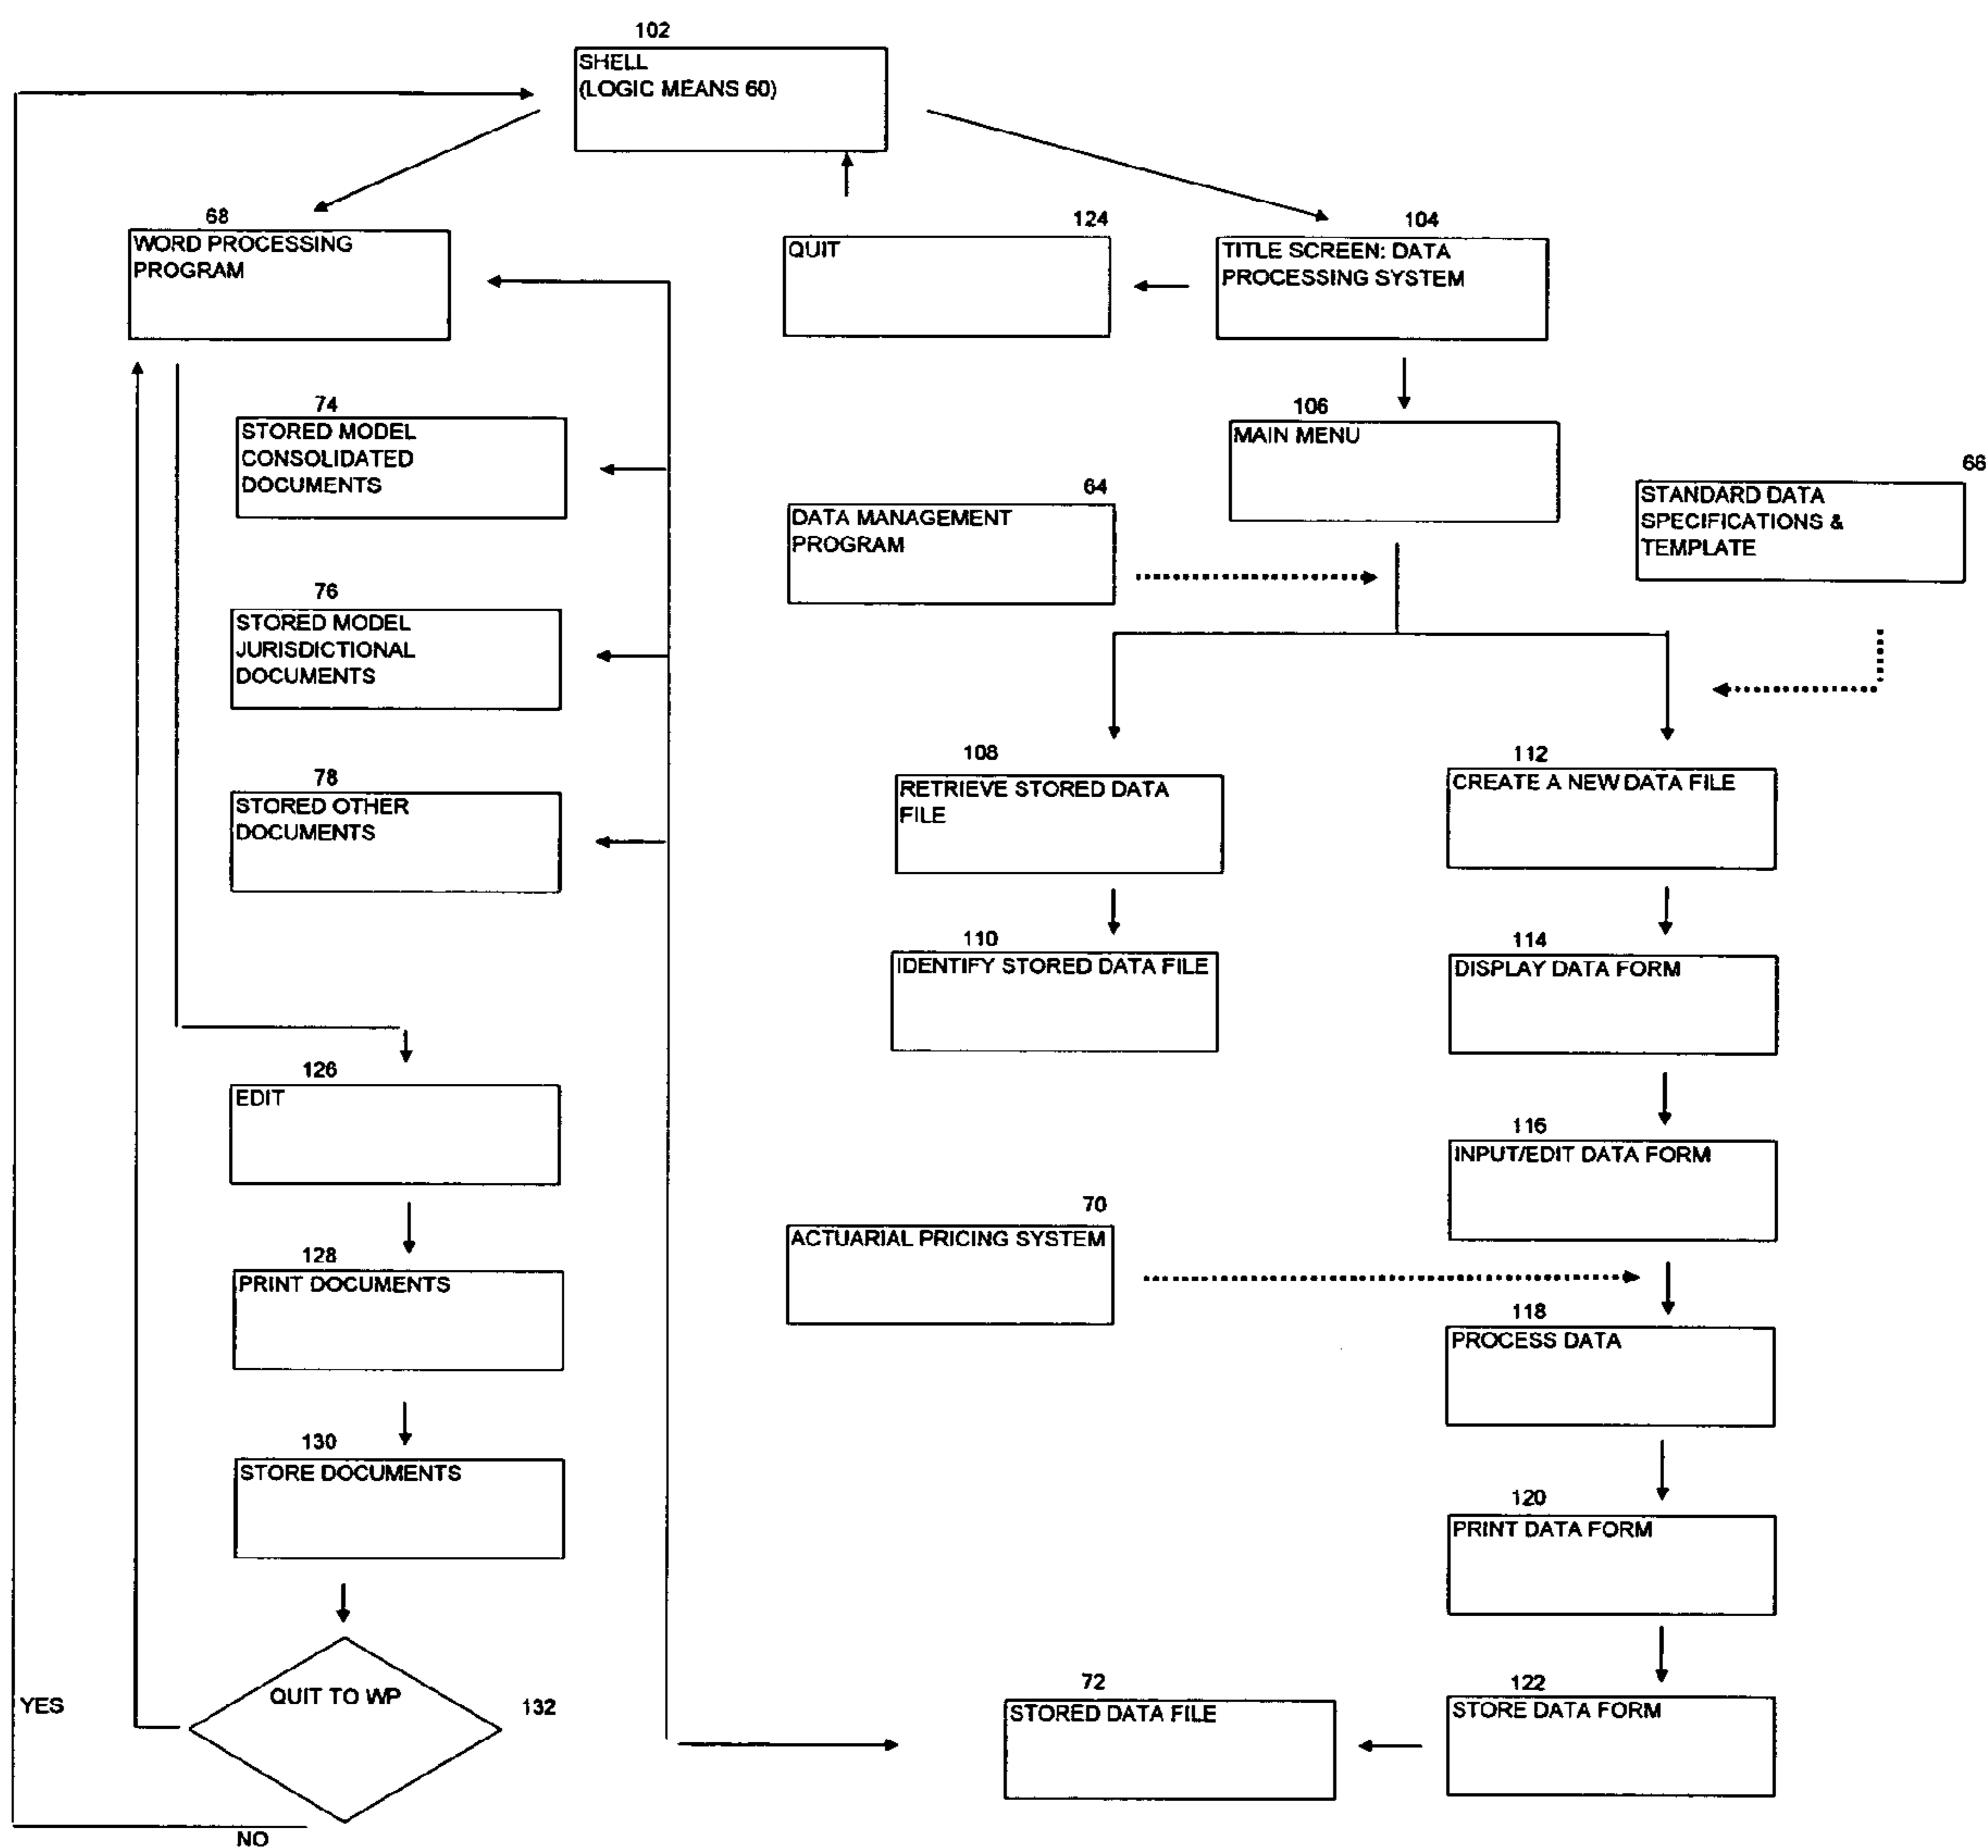 102
SHELL
(LOGIC MEANS 60)
68
WORD PROCESSING
PROGRAM
124
QUIT
104
TITLE SCREEN: DATA
PROCESSING SYSTEM
74
STORED MODEL
CONSOLIDATED
DOCUMENTS
106
MAIN MENU
64
DATA MANAGEMENT
PROGRAM
66
STANDARD DATA
SPECIFICATIONS &
TEMPLATE
76
STORED MODEL
JURISDICTIONAL
DOCUMENTS
78
STORED OTHER
DOCUMENTS
108
RETRIEVE STORED DATA
FILE
112
CREATE A NEW DATA FILE
110
IDENTIFY STORED DATA FILE
114
DISPLAY DATA FORM
126
EDIT
116
INPUT/EDIT DATA FORM
70
ACTUARIAL PRICING SYSTEM
128
PRINT DOCUMENTS
118
PROCESS DATA
130
STORE DOCUMENTS
120
PRINT DATA FORM
QUIT TO WP
132
YES
NO
72
STORED DATA FILE
122
STORE DATA FORM